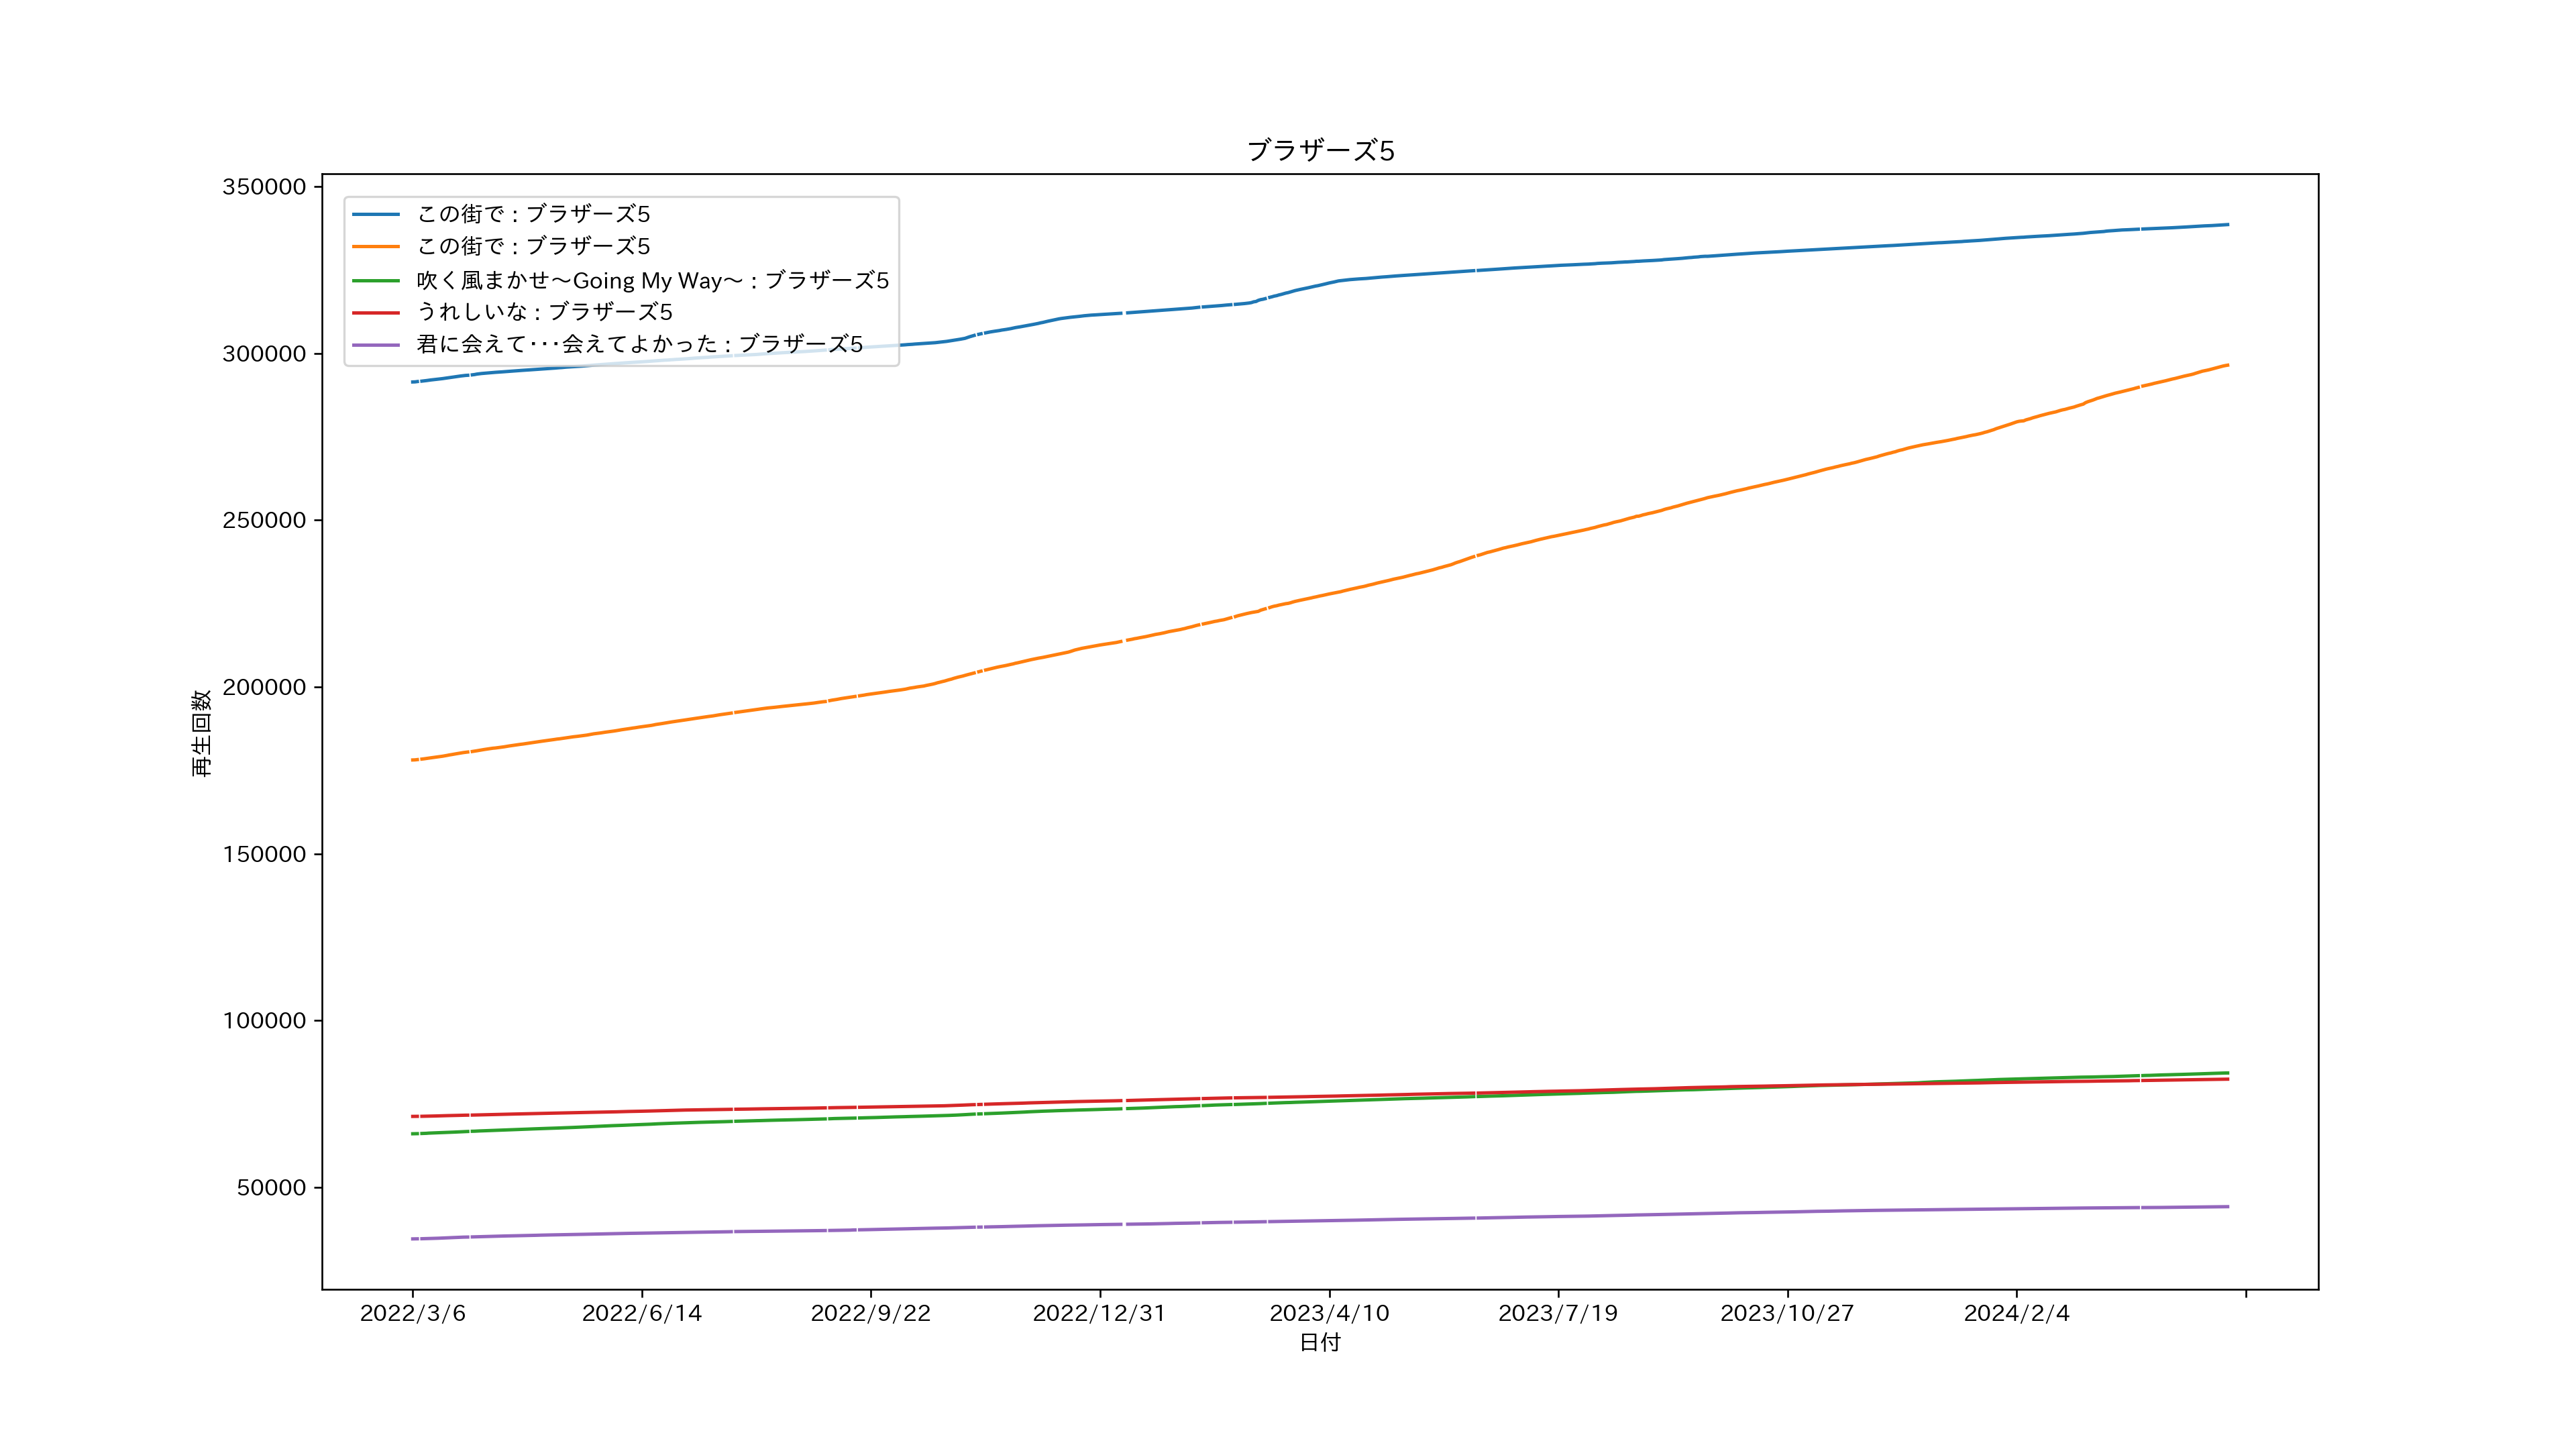 ブラザーズ5
350000
300000
250000
200000
150000
100000
50000
再生回数
この街で : ブラザーズ5
この街で : ブラザーズ5
吹く風まかせ～Going My Way～ : ブラザーズ5
うれしいな : ブラザーズ5
君に会えて･･･会えてよかった : ブラザーズ5
2022/3/6 2022/6/14 2022/9/22 2022/12/31 2023/4/10 2023/7/19 2023/10/27 2024/2/4
日付